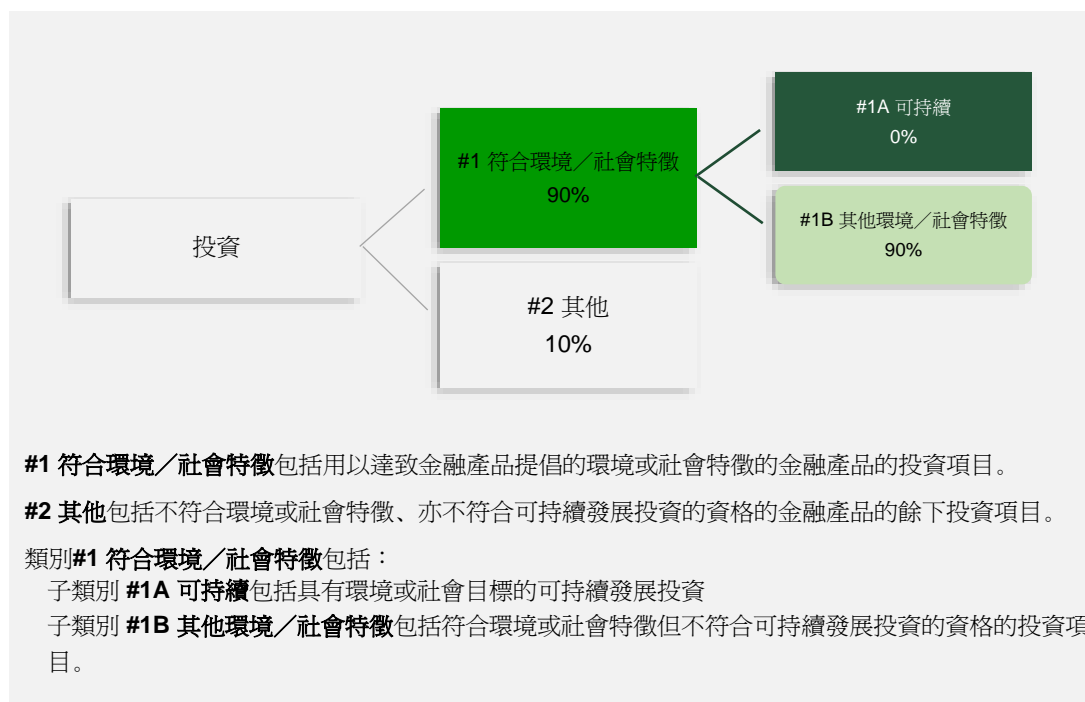 投資
#1 符合環境／社會特徵
90%
#2 其他
10%
#1A 可持續
0%
#1B 其他環境／社會特徵
90%
#1 符合環境／社會特徵包括用以達致金融產品提倡的環境或社會特徵的金融產品的投資項目。
#2 其他包括不符合環境或社會特徵、亦不符合可持續發展投資的資格的金融產品的餘下投資項目。
類別#1 符合環境／社會特徵包括：
子類別 #1A 可持續包括具有環境或社會目標的可持續發展投資
子類別 #1B 其他環境／社會特徵包括符合環境或社會特徵但不符合可持續發展投資的資格的投資項
目。